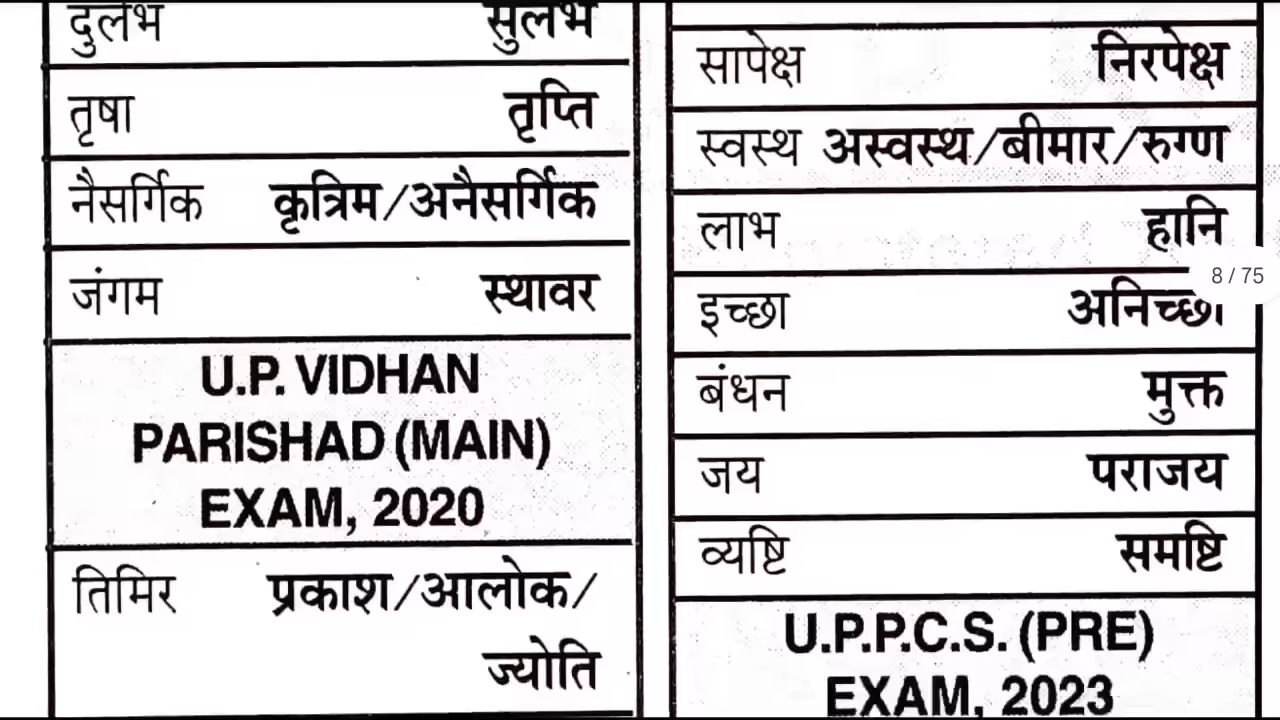 दुर्लभ सुलभ
तृषा तृप्ति
नैसर्गिक कृत्रिम/अनैसर्गिक
जंगम स्थावर
U.P. VIDHAN
PARISHAD (MAIN)
EXAM, 2020
तिमिर प्रकाश/आलोक/
ज्योति
सापेक्ष निरपेक्ष
स्वस्थ अस्वस्थ/बीमार/रुग्ण
लाभ हानि
8 / 75
इच्छा अनिच्छा
बंधन मुक्त
जय पराजय
व्यष्टि समष्टि
U.P.P.C.S. (PRE)
EXAM, 2023